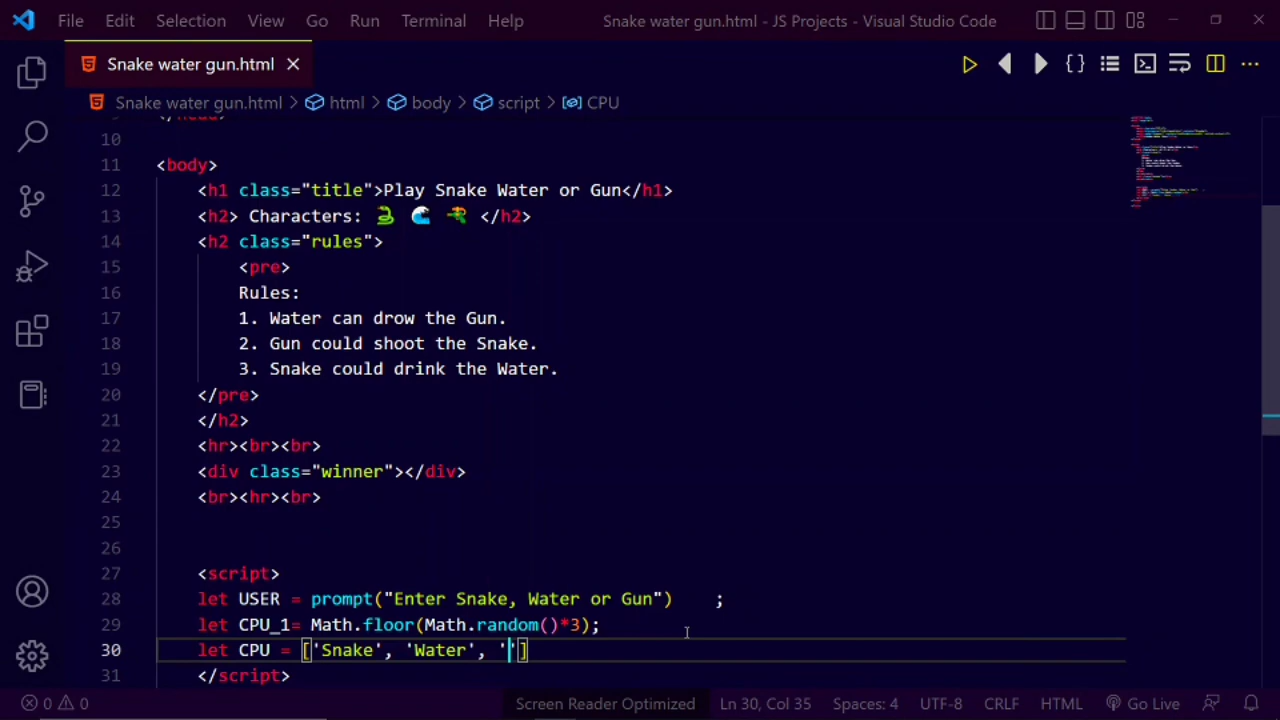 File Edit Selection View Go Run Terminal Help Snake water gun.html - JS Projects - Visual Studio Code
Snake water gun.html
Snake water gun.html > html > body > script > CPU
10
11 <body>
12 <h1 class="title">Play Snake Water or Gun</h1>
13 <h2> Characters: 🐍 🌊 🔫 </h2>
14 <h2 class="rules">
15 <pre>
16 Rules:
17 1. Water can drow the Gun.
18 2. Gun could shoot the Snake.
19 3. Snake could drink the Water.
20 </pre>
21 </h2>
22 <hr><br><br>
23 <div class="winner"></div>
24 <br><hr><br>
25
26
27 <script>
28 let USER = prompt("Enter Snake, Water or Gun") ;
29 let CPU_1= Math.floor(Math.random()*3);
30 let CPU = ['Snake', 'Water', '']
31 </script>
0 0 Screen Reader Optimized Ln 30, Col 35 Spaces: 4 UTF-8 CRLF HTML Go Live